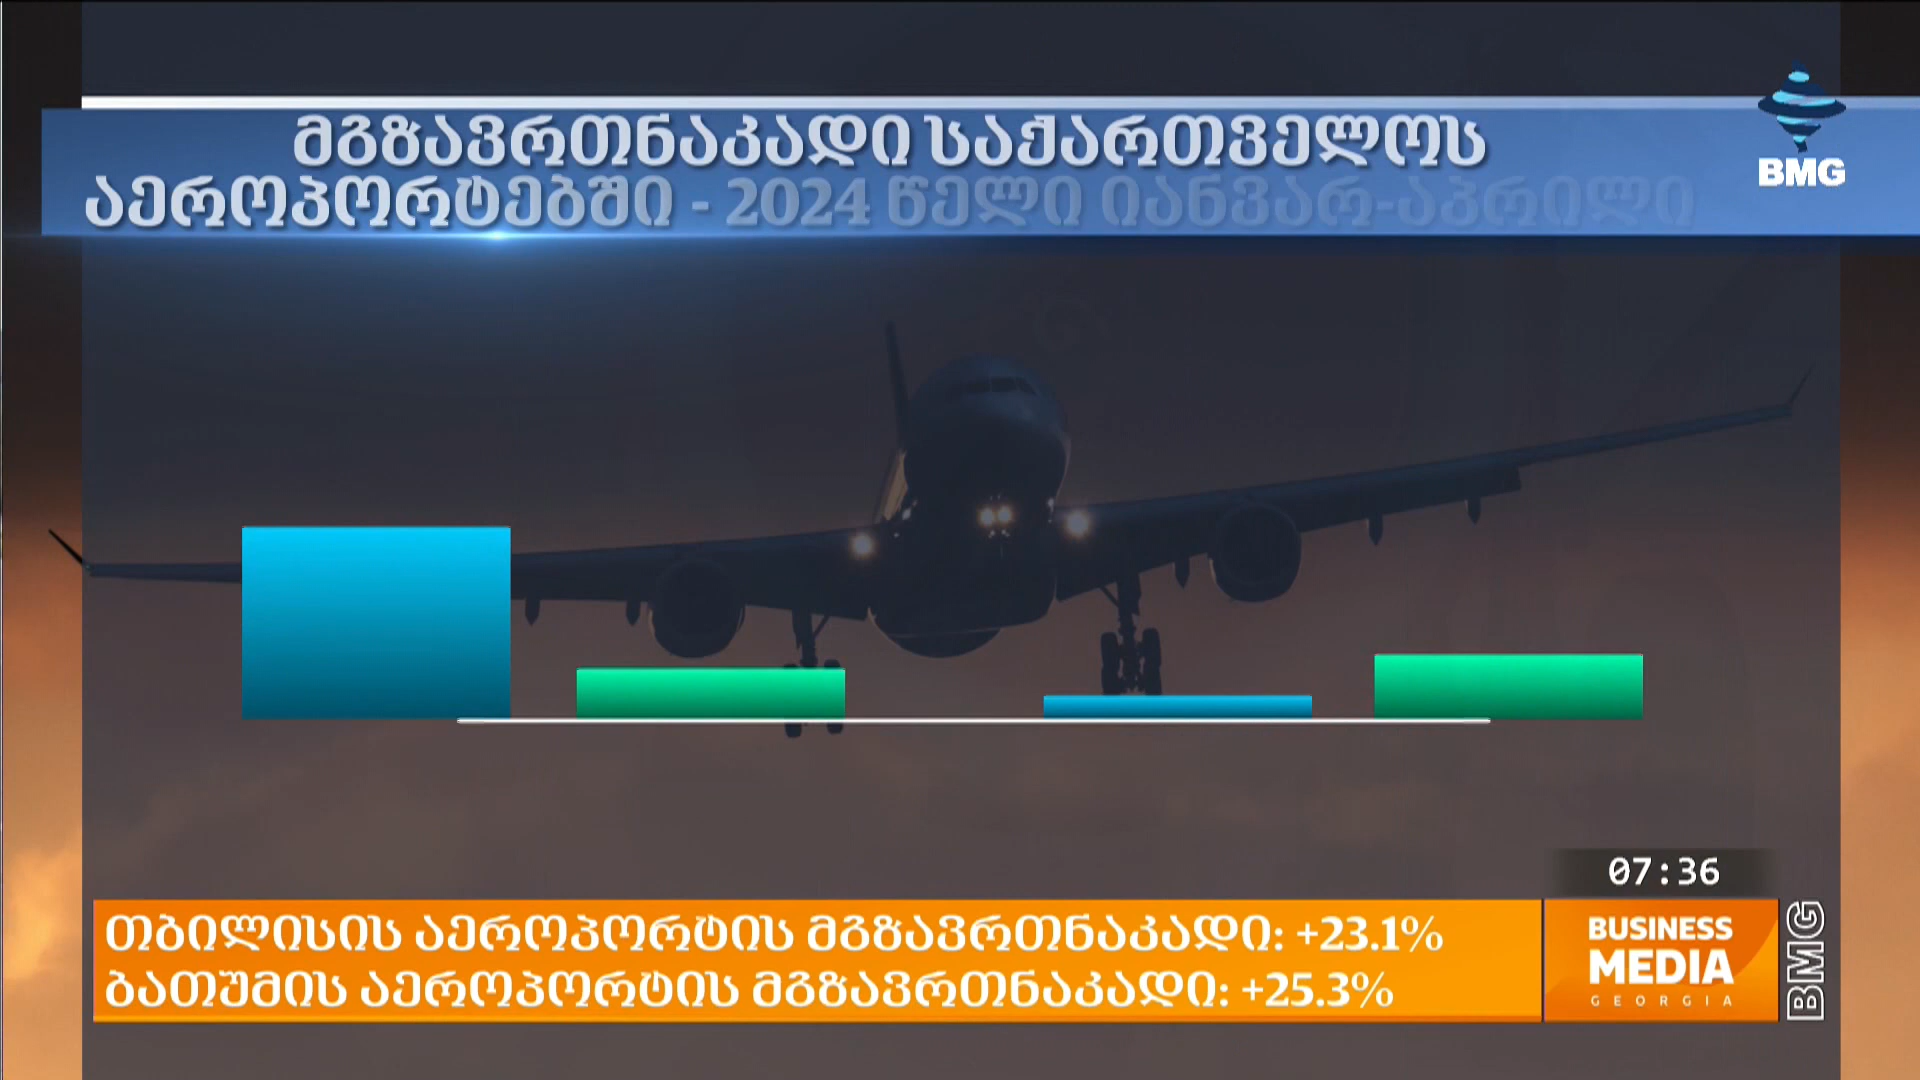 მგზავრთნაკადი საქართველოს
აეროპორტებში - 2024 წელი იანვარ-აპრილი
BMG
07:36
თბილისის აეროპორტის მგზავრთნაკადი: +23.1%
ბათუმის აეროპორტის მგზავრთნაკადი: +25.3%
BUSINESS
MEDIA
GEORGIA
BMG